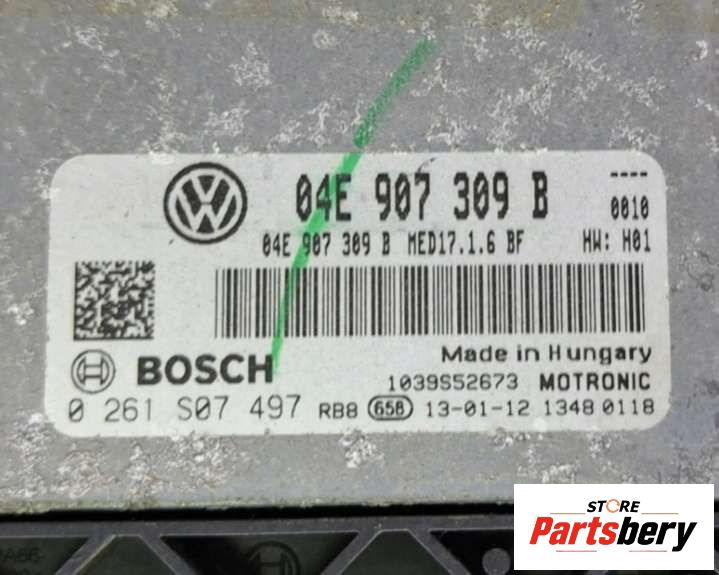 04E 907 309 B
----
0010
04E 907 309 B MED17.1.6 BF HW: H01
Made in Hungary
BOSCH
1039S52673 MOTRONIC
0 261 S07 497 RB8 658 13-01-12 1348 0118
STORE
Partsbery